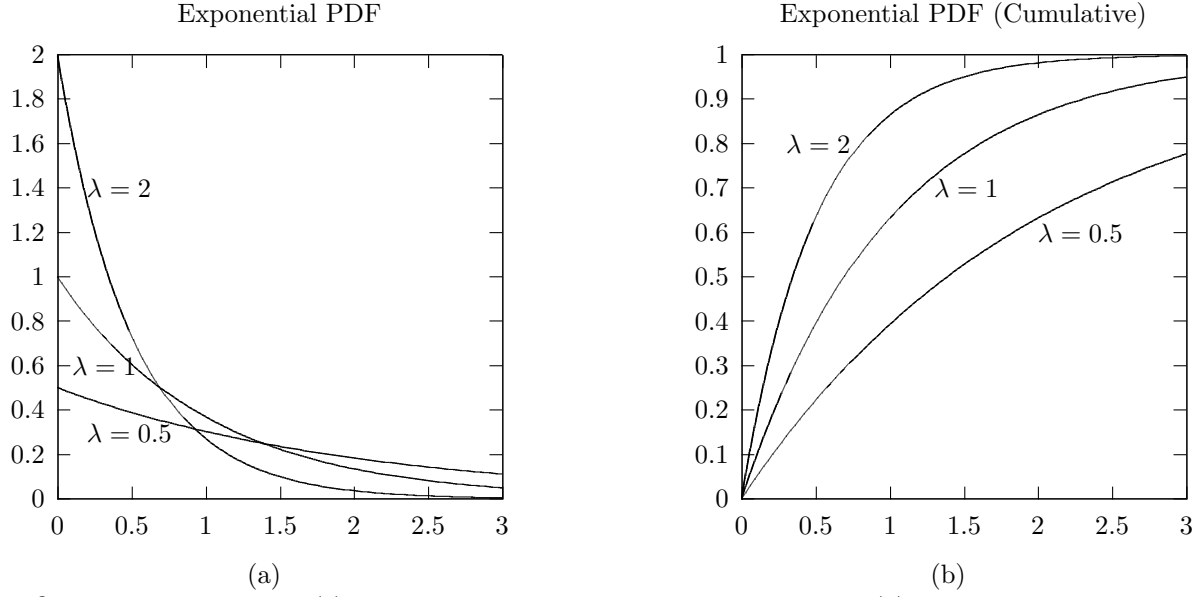 Exponential PDF
2
1.8
1.6
1.4
1.2
1
0.8
0.6
0.4
0.2
0
λ = 2
λ = 1
λ = 0.5
0 0.5 1 1.5 2 2.5 3
(a)
Exponential PDF (Cumulative)
1
0.9
0.8
0.7
0.6
0.5
0.4
0.3
0.2
0.1
0
λ = 2
λ = 1
λ = 0.5
0 0.5 1 1.5 2 2.5 3
(b)